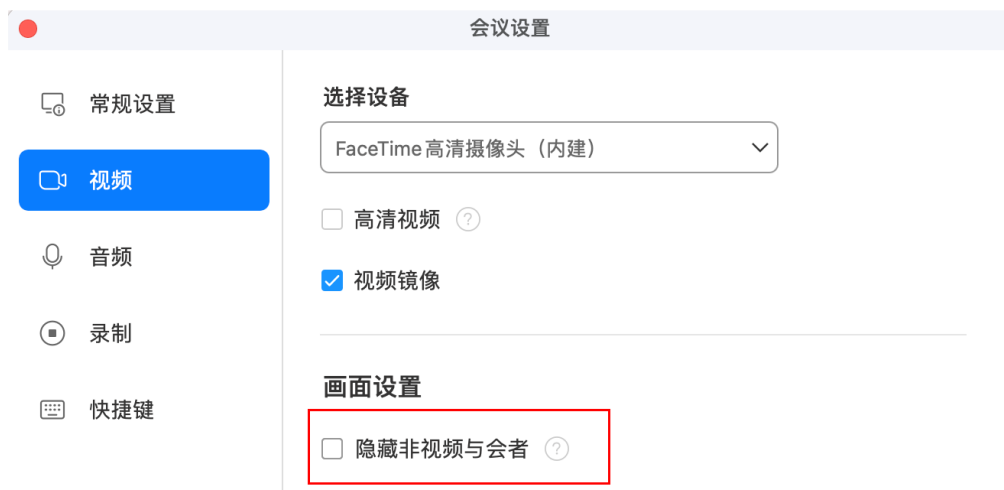 会议设置
常规设置
视频
音频
录制
快捷键
选择设备
FaceTime高清摄像头（内建）
高清视频 ?
视频镜像
画面设置
隐藏非视频与会者 ?